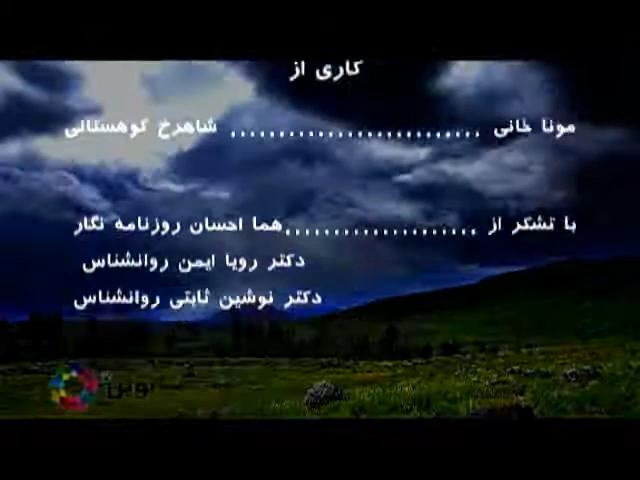 کاری از
مونا خانی .......................... شاهرخ کوهستانی
با تشکر از ....................هما احسان روزنامه نگار
دکتر رویا ایمن روانشناس
دکتر نوشین ثابتی روانشناس
نوین